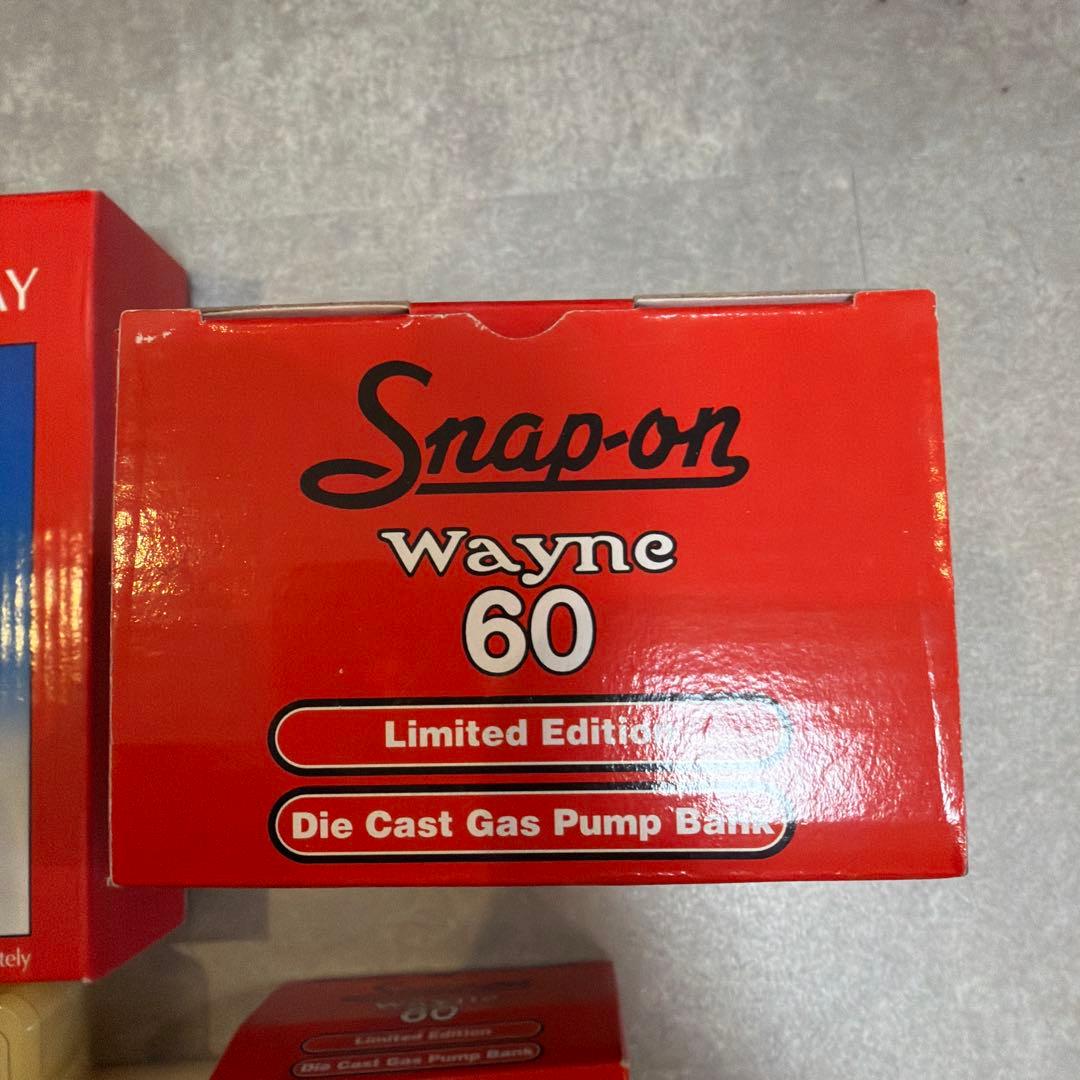 AY
Snap-on
Wayne
60
Limited Edition
Die Cast Gas Pump Bank
tely
Wayne
60
Limited Edition
Die Cast Gas Pump Bank